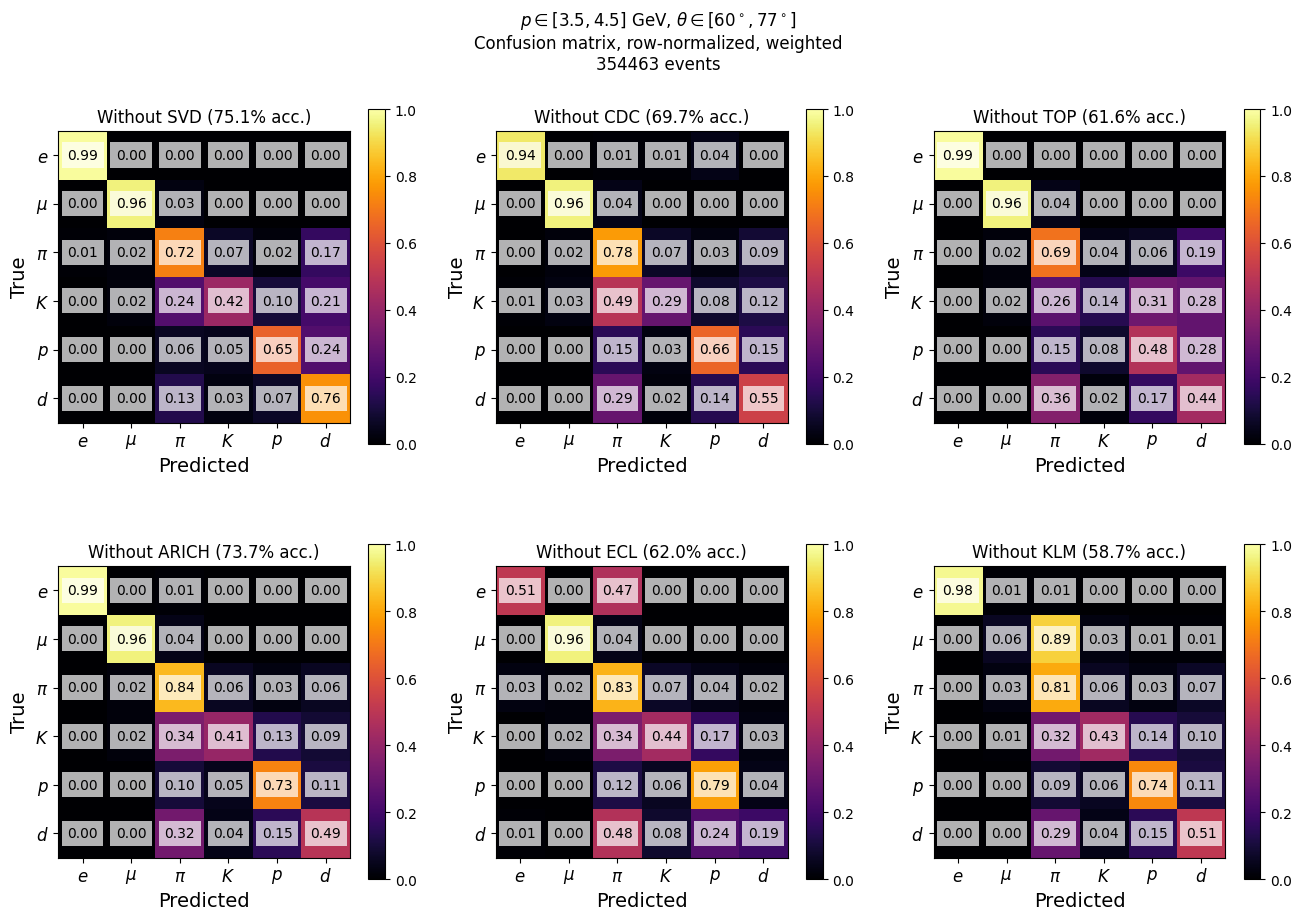 p ∈ [3.5, 4.5] GeV, θ ∈ [60°, 77°]
Confusion matrix, row-normalized, weighted
354463 events
Without SVD (75.1% acc.)
True
e 0.99 0.00 0.00 0.00 0.00 0.00
μ 0.00 0.96 0.03 0.00 0.00 0.00
π 0.01 0.02 0.72 0.07 0.02 0.17
K 0.00 0.02 0.24 0.42 0.10 0.21
p 0.00 0.00 0.06 0.05 0.65 0.24
d 0.00 0.00 0.13 0.03 0.07 0.76
e μ π K p d
Predicted
1.0
0.8
0.6
0.4
0.2
0.0
Without CDC (69.7% acc.)
True
e 0.94 0.00 0.01 0.01 0.04 0.00
μ 0.00 0.96 0.04 0.00 0.00 0.00
π 0.00 0.02 0.78 0.07 0.03 0.09
K 0.01 0.03 0.49 0.29 0.08 0.12
p 0.00 0.00 0.15 0.03 0.66 0.15
d 0.00 0.00 0.29 0.02 0.14 0.55
e μ π K p d
Predicted
1.0
0.8
0.6
0.4
0.2
0.0
Without TOP (61.6% acc.)
True
e 0.99 0.00 0.00 0.00 0.00 0.00
μ 0.00 0.96 0.04 0.00 0.00 0.00
π 0.00 0.02 0.69 0.04 0.06 0.19
K 0.00 0.02 0.26 0.14 0.31 0.28
p 0.00 0.00 0.15 0.08 0.48 0.28
d 0.00 0.00 0.36 0.02 0.17 0.44
e μ π K p d
Predicted
1.0
0.8
0.6
0.4
0.2
0.0
Without ARICH (73.7% acc.)
True
e 0.99 0.00 0.01 0.00 0.00 0.00
μ 0.00 0.96 0.04 0.00 0.00 0.00
π 0.00 0.02 0.84 0.06 0.03 0.06
K 0.00 0.02 0.34 0.41 0.13 0.09
p 0.00 0.00 0.10 0.05 0.73 0.11
d 0.00 0.00 0.32 0.04 0.15 0.49
e μ π K p d
Predicted
1.0
0.8
0.6
0.4
0.2
0.0
Without ECL (62.0% acc.)
True
e 0.51 0.00 0.47 0.00 0.00 0.00
μ 0.00 0.96 0.04 0.00 0.00 0.00
π 0.03 0.02 0.83 0.07 0.04 0.02
K 0.00 0.02 0.34 0.44 0.17 0.03
p 0.00 0.00 0.12 0.06 0.79 0.04
d 0.01 0.00 0.48 0.08 0.24 0.19
e μ π K p d
Predicted
1.0
0.8
0.6
0.4
0.2
0.0
Without KLM (58.7% acc.)
True
e 0.98 0.01 0.01 0.00 0.00 0.00
μ 0.00 0.06 0.89 0.03 0.01 0.01
π 0.00 0.03 0.81 0.06 0.03 0.07
K 0.00 0.01 0.32 0.43 0.14 0.10
p 0.00 0.00 0.09 0.06 0.74 0.11
d 0.00 0.00 0.29 0.04 0.15 0.51
e μ π K p d
Predicted
1.0
0.8
0.6
0.4
0.2
0.0